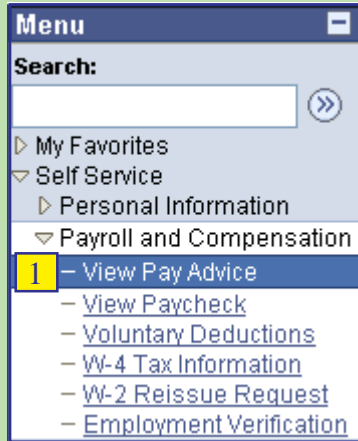 Menu
Search:
My Favorites
Self Service
Personal Information
Payroll and Compensation
1 – View Pay Advice
– View Paycheck
– Voluntary Deductions
– W-4 Tax Information
– W-2 Reissue Request
– Employment Verification